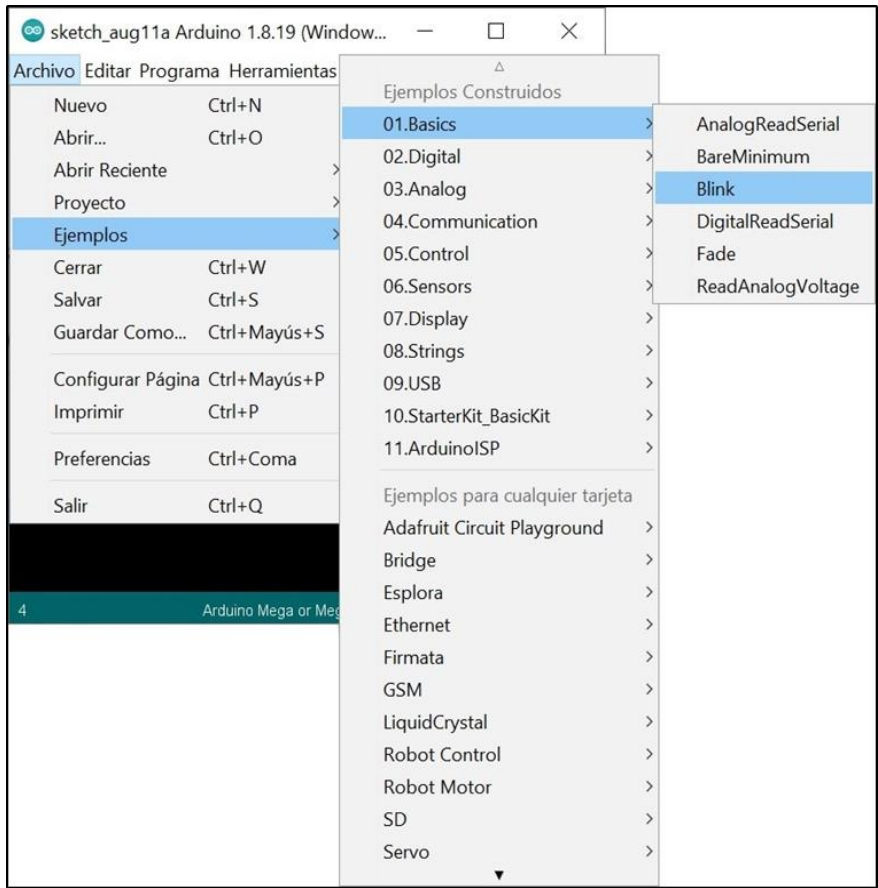 sketch_aug11a Arduino 1.8.19 (Window...
Archivo Editar Programa Herramientas
Nuevo Ctrl+N
Abrir... Ctrl+O
Abrir Reciente
Proyecto
Ejemplos
Cerrar Ctrl+W
Salvar Ctrl+S
Guardar Como... Ctrl+Mayús+S
Configurar Página Ctrl+Mayús+P
Imprimir Ctrl+P
Preferencias Ctrl+Coma
Salir Ctrl+Q
4 Arduino Mega or Meg
Ejemplos Construidos
01.Basics
02.Digital
03.Analog
04.Communication
05.Control
06.Sensors
07.Display
08.Strings
09.USB
10.StarterKit_BasicKit
11.ArduinoISP
Ejemplos para cualquier tarjeta
Adafruit Circuit Playground
Bridge
Esplora
Ethernet
Firmata
GSM
LiquidCrystal
Robot Control
Robot Motor
SD
Servo
AnalogReadSerial
BareMinimum
Blink
DigitalReadSerial
Fade
ReadAnalogVoltage